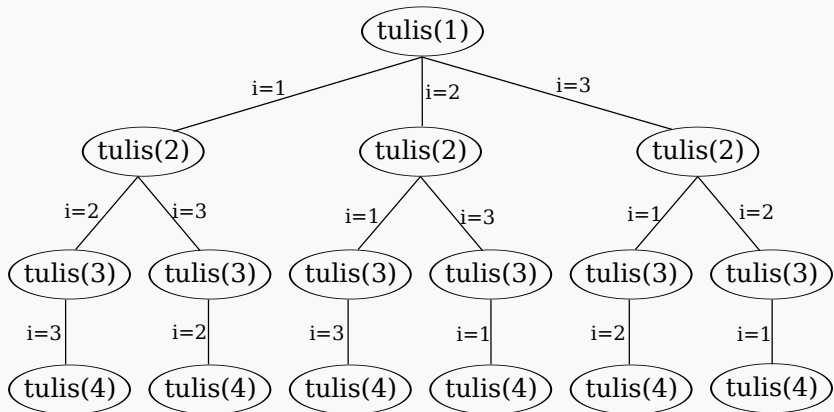 tulis(1)
i=1 i=2 i=3
tulis(2) tulis(2) tulis(2)
i=2 i=3 i=1 i=3 i=1 i=2
tulis(3) tulis(3) tulis(3) tulis(3) tulis(3) tulis(3)
i=3 i=2 i=3 i=1 i=2 i=1
tulis(4) tulis(4) tulis(4) tulis(4) tulis(4) tulis(4)